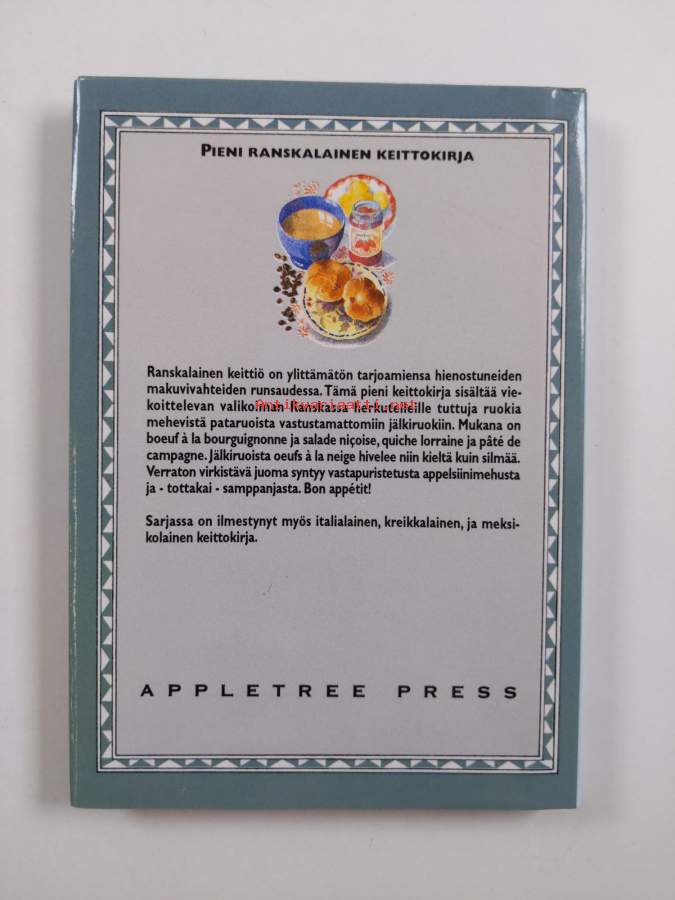 PIENI RANSKALAINEN KEITTOKIRJA
Ranskalainen keittiö on ylittämätön tarjoamiensa hienostuneiden
makuvivahteiden runsaudessa. Tämä pieni keittokirja sisältää vie-
koittelevan valikoiman Ranskassa herkutelleille tuttuja ruokia
mehevistä pataruoista vastustamattomiin jälkiruokiin. Mukana on
boeuf à la bourguignonne ja salade niçoise, quiche lorraine ja pâté de
campagne. Jälkiruoista oeufs à la neige hivelee niin kieltä kuin silmää.
Verraton virkistävä juoma syntyy vastapuristetusta appelsiinimehusta
ja - tottakai - samppanjasta. Bon appétit!
Sarjassa on ilmestynyt myös italialainen, kreikkalainen, ja meksi-
kolainen keittokirja.
APPLETREE PRESS